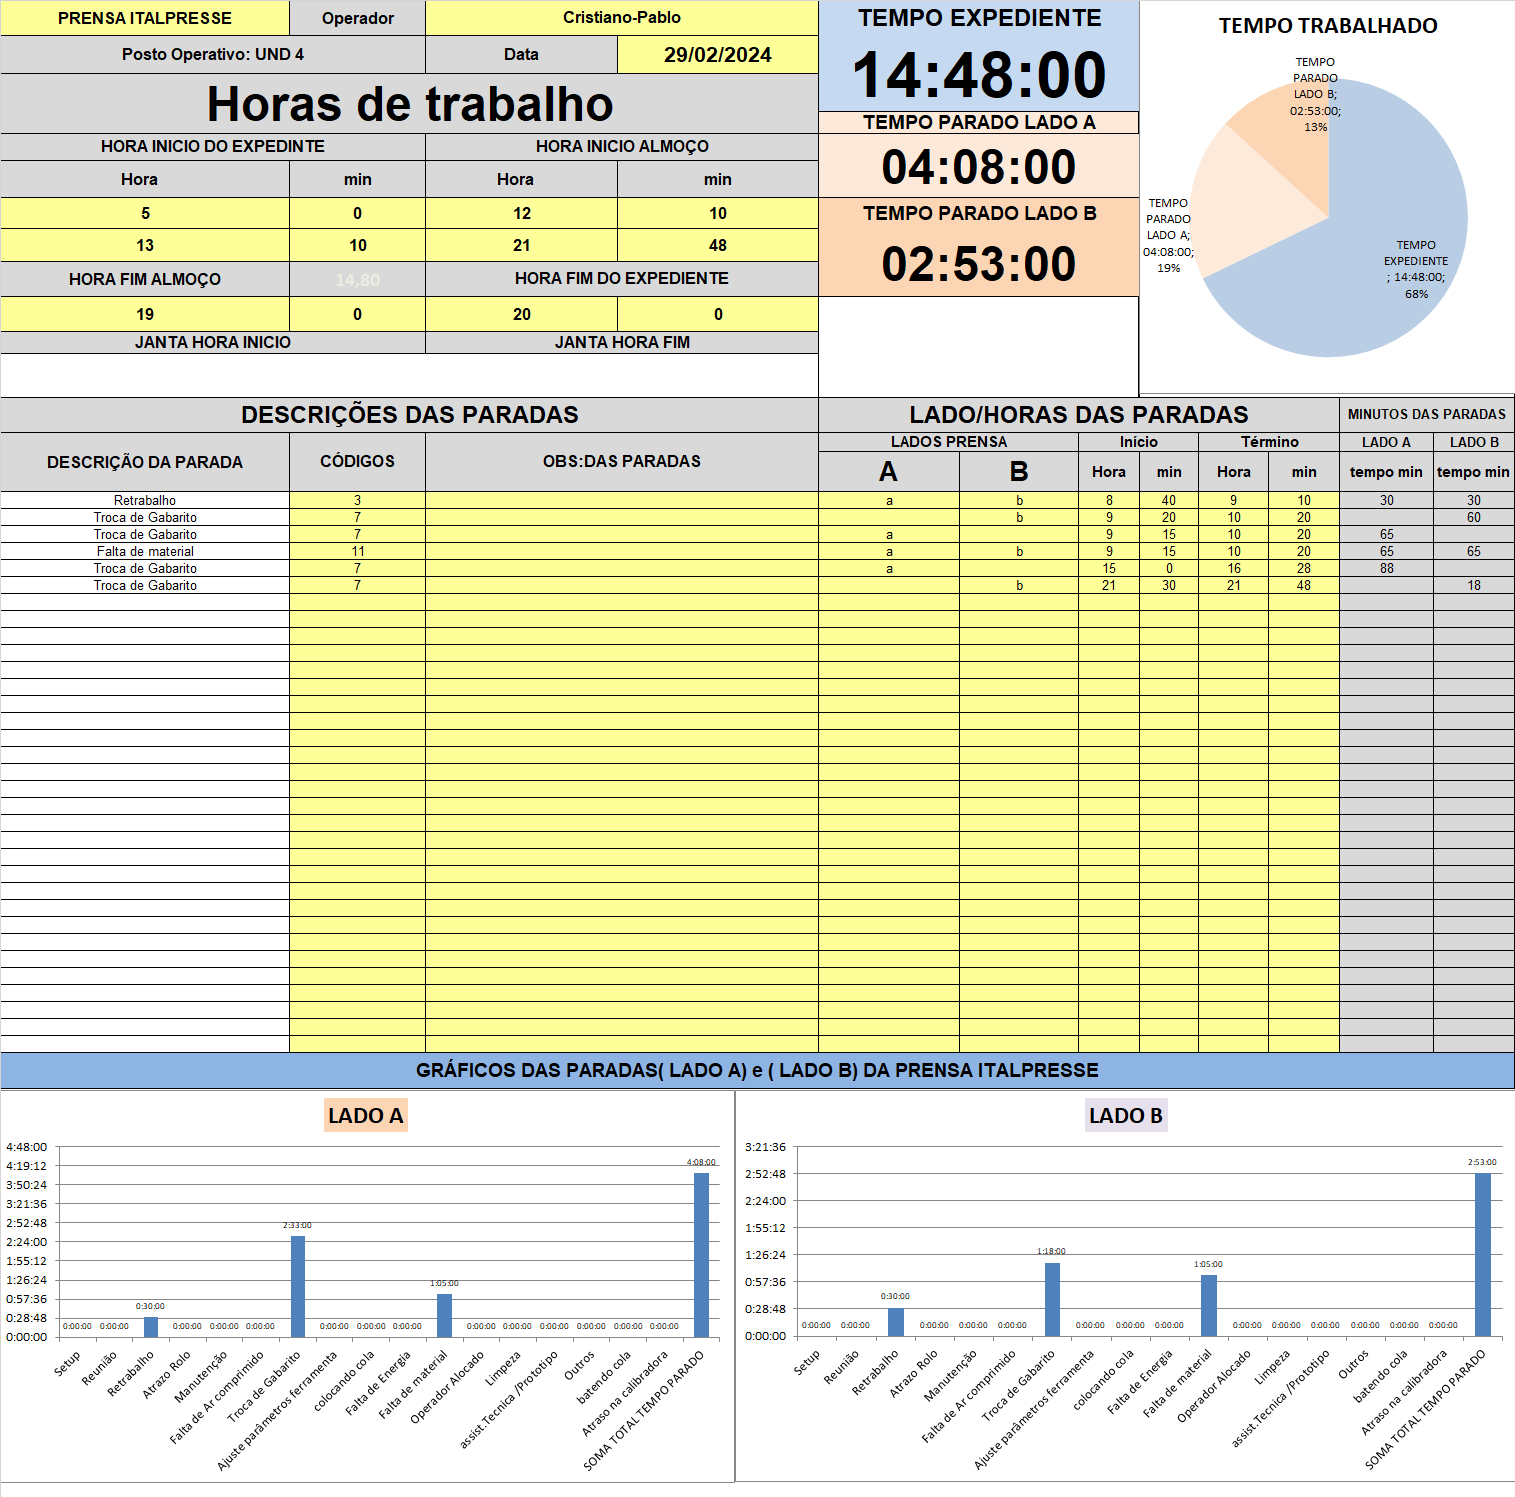 PRENSA ITALPRESSE Operador Cristiano-Pablo
Posto Operativo: UND 4 Data 29/02/2024
Horas de trabalho
HORA INICIO DO EXPEDINTE HORA INICIO ALMOÇO
Hora min Hora min
5 0 12 10
13 10 21 48
HORA FIM ALMOÇO 14,80 HORA FIM DO EXPEDIENTE
19 0 20 0
JANTA HORA INICIO JANTA HORA FIM
TEMPO EXPEDIENTE
14:48:00
TEMPO PARADO LADO A
04:08:00
TEMPO PARADO LADO B
02:53:00
TEMPO TRABALHADO
TEMPO
PARADO
LADO B;
02:53:00;
13%
TEMPO
PARADO
LADO A;
04:08:00;
19%
TEMPO
EXPEDIENTE
; 14:48:00;
68%
DESCRIÇÕES DAS PARADAS LADO/HORAS DAS PARADAS MINUTOS DAS PARADAS
DESCRIÇÃO DA PARADA CÓDIGOS OBS:DAS PARADAS LADOS PRENSA Início Término LADO A LADO B
A B Hora min Hora min tempo min tempo min
Retrabalho 3 a b 8 40 9 10 30 30
Troca de Gabarito 7 b 9 20 10 20 60
Troca de Gabarito 7 a 9 15 10 20 65
Falta de material 11 a b 9 15 10 20 65 65
Troca de Gabarito 7 a 15 0 16 28 88
Troca de Gabarito 7 b 21 30 21 48 18
GRÁFICOS DAS PARADAS( LADO A) e ( LADO B) DA PRENSA ITALPRESSE
LADO A
4:48:00
4:19:12
3:50:24
3:21:36
2:52:48
2:24:00
1:55:12
1:26:24
0:57:36
0:28:48
0:00:00
0:00:00 0:00:00 0:30:00 0:00:00 0:00:00 0:00:00 2:33:00 0:00:00 0:00:00 0:00:00 1:05:00 0:00:00 0:00:00 0:00:00 0:00:00 0:00:00 0:00:00 4:08:00
Setup
Reunião
Retrabalho
Atrazo Rolo
Manutenção
Falta de Ar comprimido
Troca de Gabarito
Ajuste parâmetros ferramenta
colocando cola
Falta de Energia
Falta de material
Operador Alocado
Limpeza
assist.Tecnica /Prototipo
Outros
batendo cola
Atraso na calibradora
SOMA TOTAL TEMPO PARADO
LADO B
3:21:36
2:52:48
2:24:00
1:55:12
1:26:24
0:57:36
0:28:48
0:00:00
0:00:00 0:00:00 0:30:00 0:00:00 0:00:00 0:00:00 1:18:00 0:00:00 0:00:00 0:00:00 1:05:00 0:00:00 0:00:00 0:00:00 0:00:00 0:00:00 0:00:00 2:53:00
Setup
Reunião
Retrabalho
Atrazo Rolo
Manutenção
Falta de Ar comprimido
Troca de Gabarito
Ajuste parâmetros ferramenta
colocando cola
Falta de Energia
Falta de material
Operador Alocado
Limpeza
assist.Tecnica /Prototipo
Outros
batendo cola
Atraso na calibradora
SOMA TOTAL TEMPO PARADO